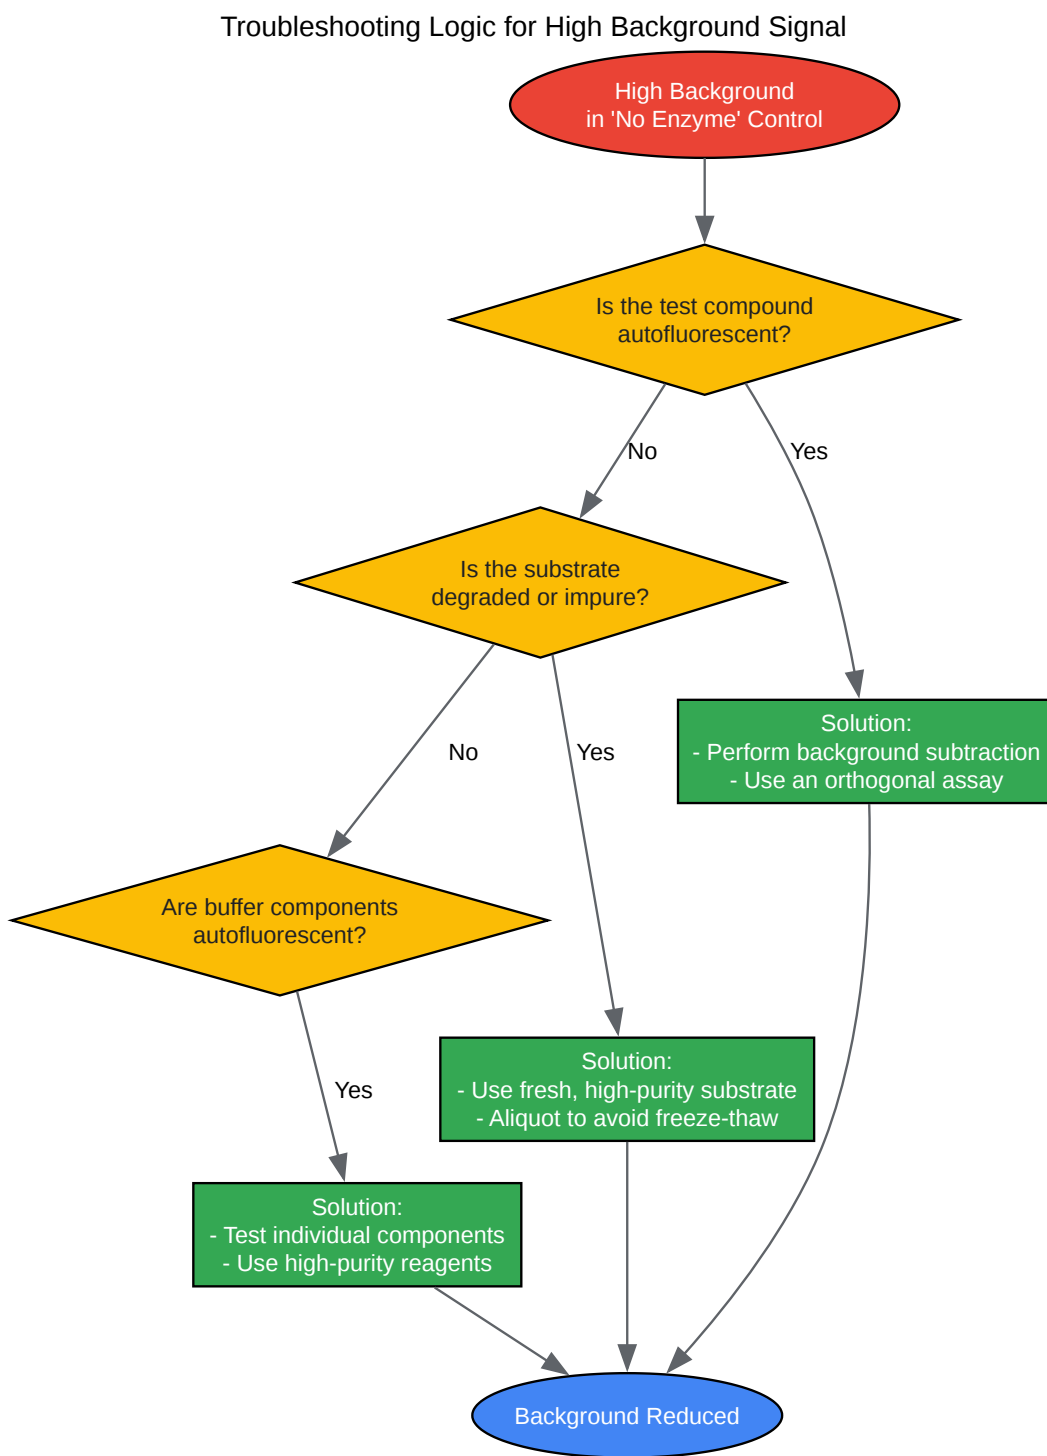 Troubleshooting Logic for High Background Signal
High Background
in 'No Enzyme' Control
Is the test compound
autofluorescent?
No
Yes
Is the substrate
degraded or impure?
Solution:
- Perform background subtraction
- Use an orthogonal assay
No
Yes
Are buffer components
autofluorescent?
Solution:
- Use fresh, high-purity substrate
- Aliquot to avoid freeze-thaw
Yes
Solution:
- Test individual components
- Use high-purity reagents
Background Reduced